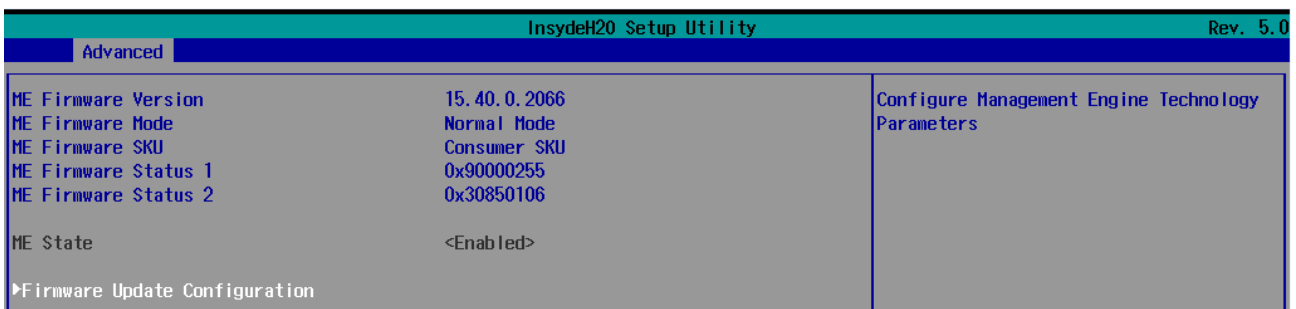 InsydeH20 Setup Utility Rev. 5.0
Advanced
ME Firmware Version 15.40.0.2066
ME Firmware Mode Normal Mode
ME Firmware SKU Consumer SKU
ME Firmware Status 1 0x90000255
ME Firmware Status 2 0x30850106
ME State <Enabled>
▶Firmware Update Configuration
Configure Management Engine Technology
Parameters